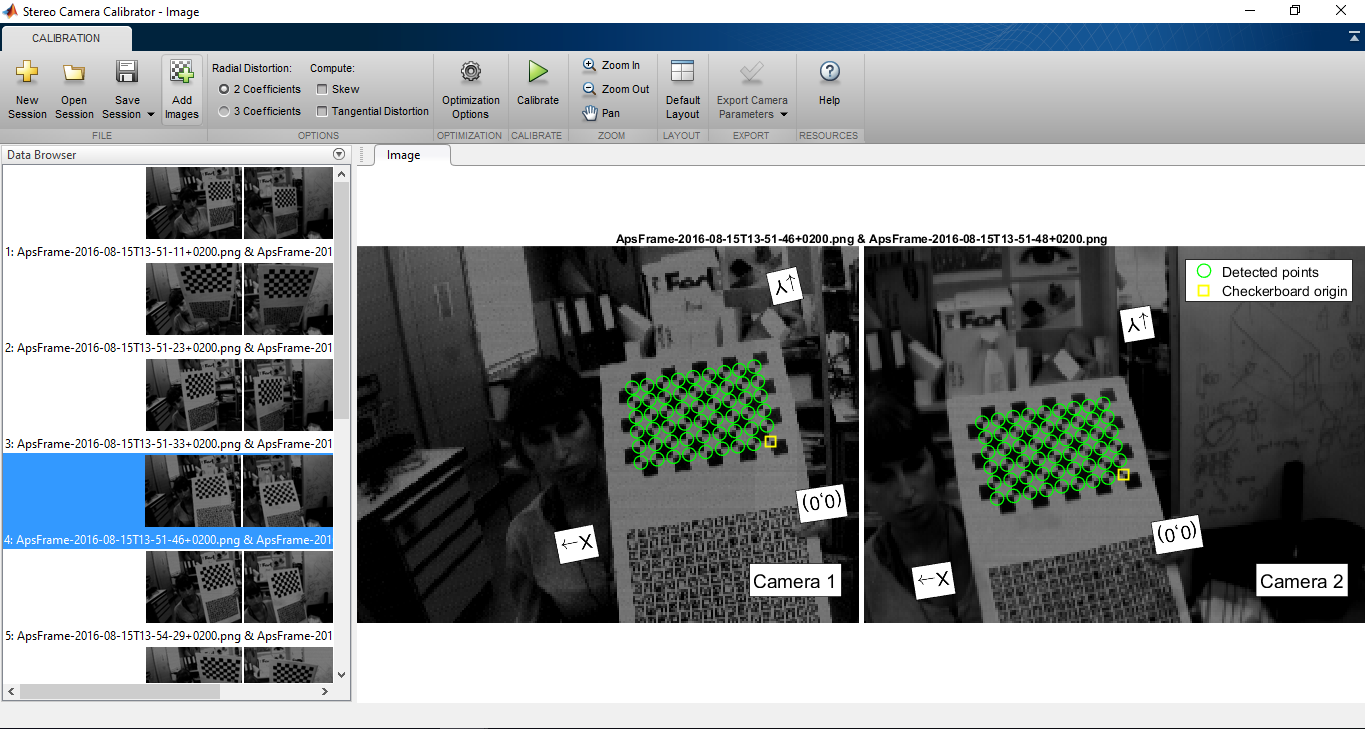 Stereo Camera Calibrator - Image
CALIBRATION
New Session
Open Session
Save Session
Add Images
FILE
Radial Distortion:
2 Coefficients
3 Coefficients
Compute:
Skew
Tangential Distortion
OPTIONS
Optimization Options
OPTIMIZATION
Calibrate
CALIBRATE
Zoom In
Zoom Out
Pan
ZOOM
Default Layout
LAYOUT
Export Camera Parameters
EXPORT
Help
RESOURCES
Data Browser
1: ApsFrame-2016-08-15T13-51-11+0200.png & ApsFrame-201
2: ApsFrame-2016-08-15T13-51-23+0200.png & ApsFrame-201
3: ApsFrame-2016-08-15T13-51-33+0200.png & ApsFrame-201
4: ApsFrame-2016-08-15T13-51-46+0200.png & ApsFrame-201
5: ApsFrame-2016-08-15T13-54-29+0200.png & ApsFrame-201
Image
ApsFrame-2016-08-15T13-51-46+0200.png & ApsFrame-2016-08-15T13-51-48+0200.png
Y→
(0,0)
←X
Camera 1
Detected points
Checkerboard origin
Y→
(0,0)
←X
Camera 2